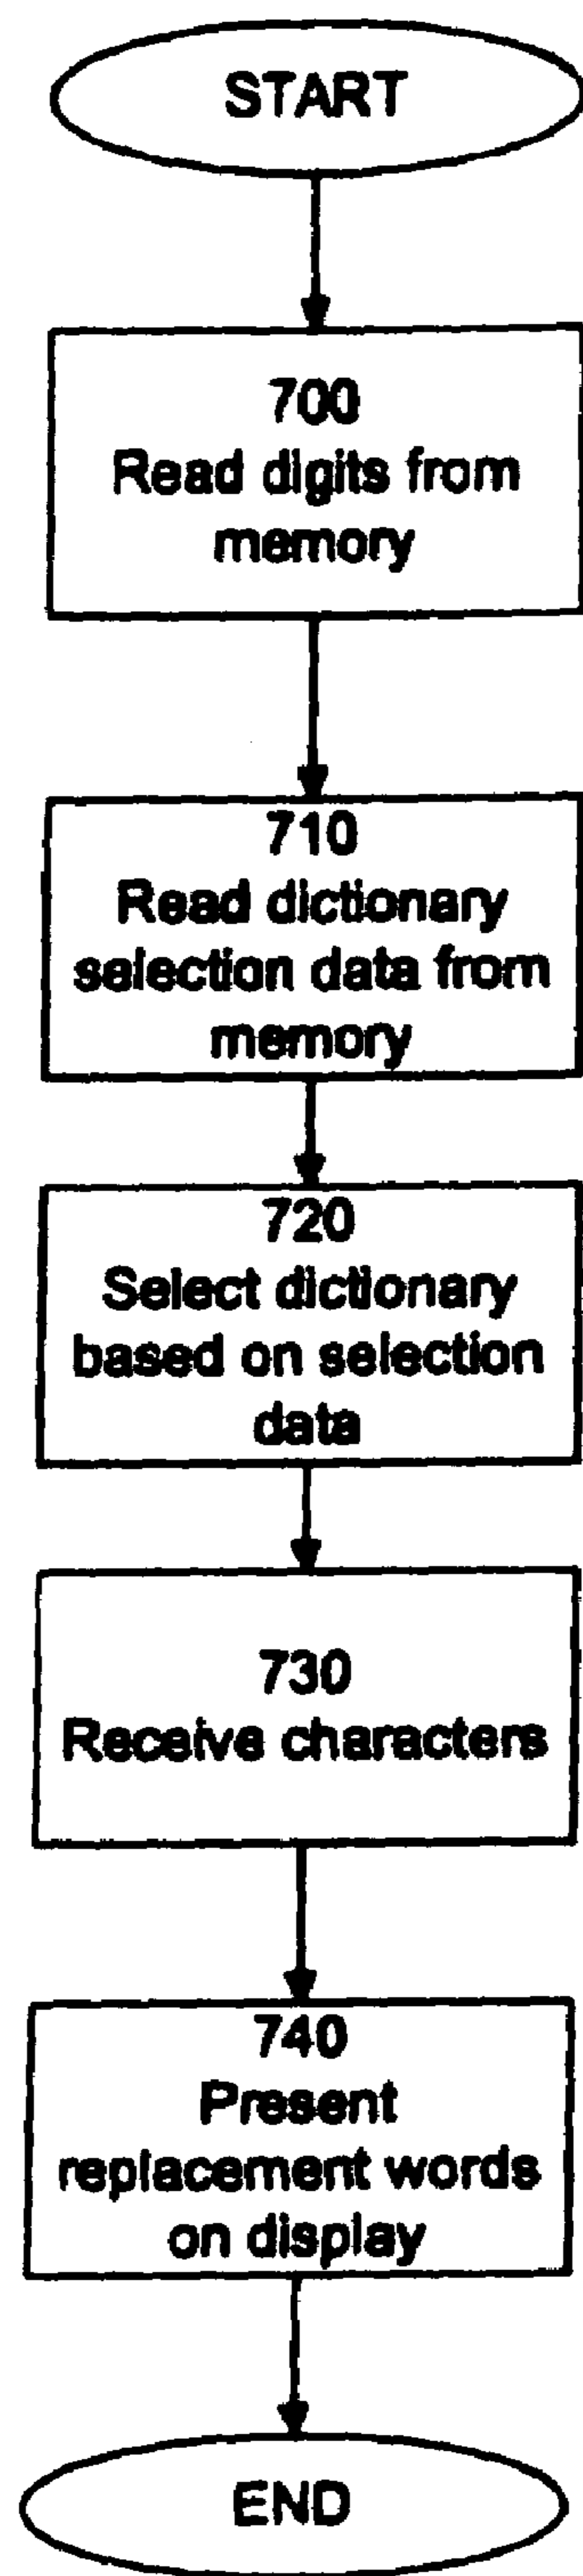 START
700
Read digits from
memory
710
Read dictionary
selection data from
memory
720
Select dictionary
based on selection
data
730
Receive characters
740
Present
replacement words
on display
END